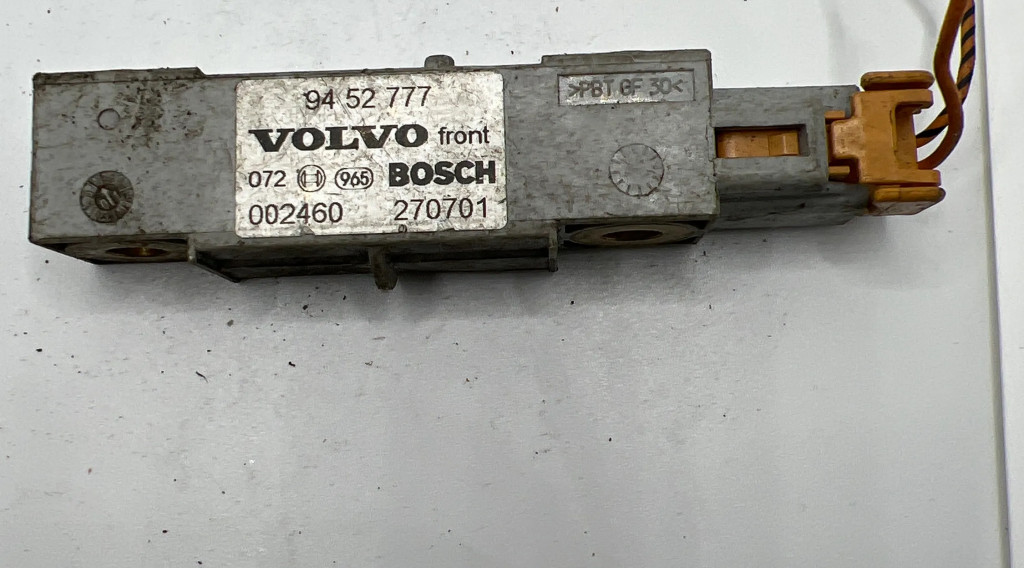 94 52 777
VOLVO front
072 965 BOSCH
002460 270701
>PBT GF 30<